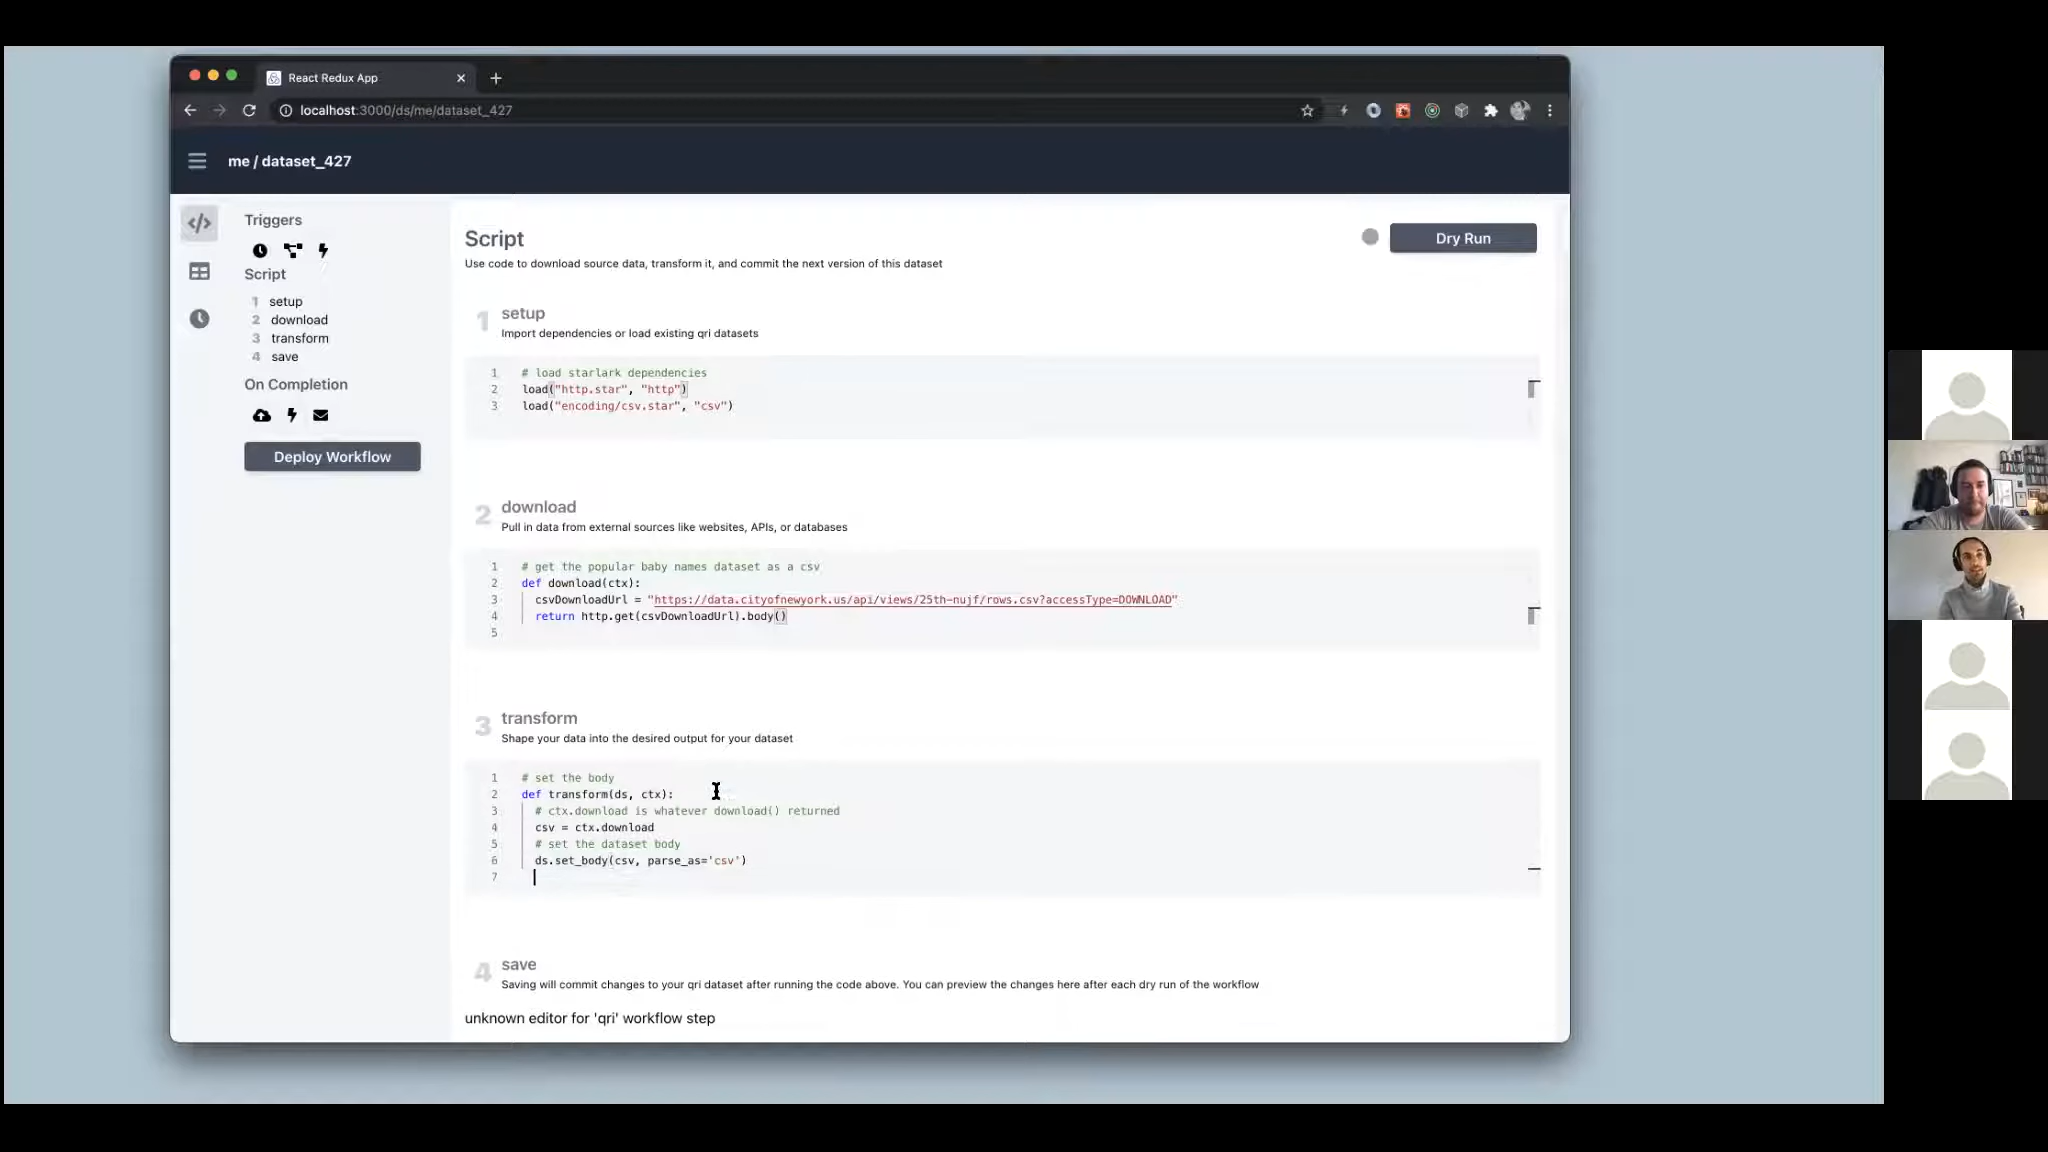 React Redux App
localhost:3000/ds/me/dataset_427
me / dataset_427
Triggers
Script
1 setup
2 download
3 transform
4 save
On Completion
Deploy Workflow
Script
Dry Run
Use code to download source data, transform it, and commit the next version of this dataset
1 setup
Import dependencies or load existing qri datasets
1 # load starlark dependencies
2 load("http.star", "http")
3 load("encoding/csv.star", "csv")
2 download
Pull in data from external sources like websites, APIs, or databases
1 # get the popular baby names dataset as a csv
2 def download(ctx):
3 csvDownloadUrl = "https://data.cityofnewyork.us/api/views/25th-nujf/rows.csv?accessType=DOWNLOAD"
4 return http.get(csvDownloadUrl).body()
5
3 transform
Shape your data into the desired output for your dataset
1 # set the body
2 def transform(ds, ctx):
3 # ctx.download is whatever download() returned
4 csv = ctx.download
5 # set the dataset body
6 ds.set_body(csv, parse_as='csv')
7
4 save
Saving will commit changes to your qri dataset after running the code above. You can preview the changes here after each dry run of the workflow
unknown editor for 'qri' workflow step